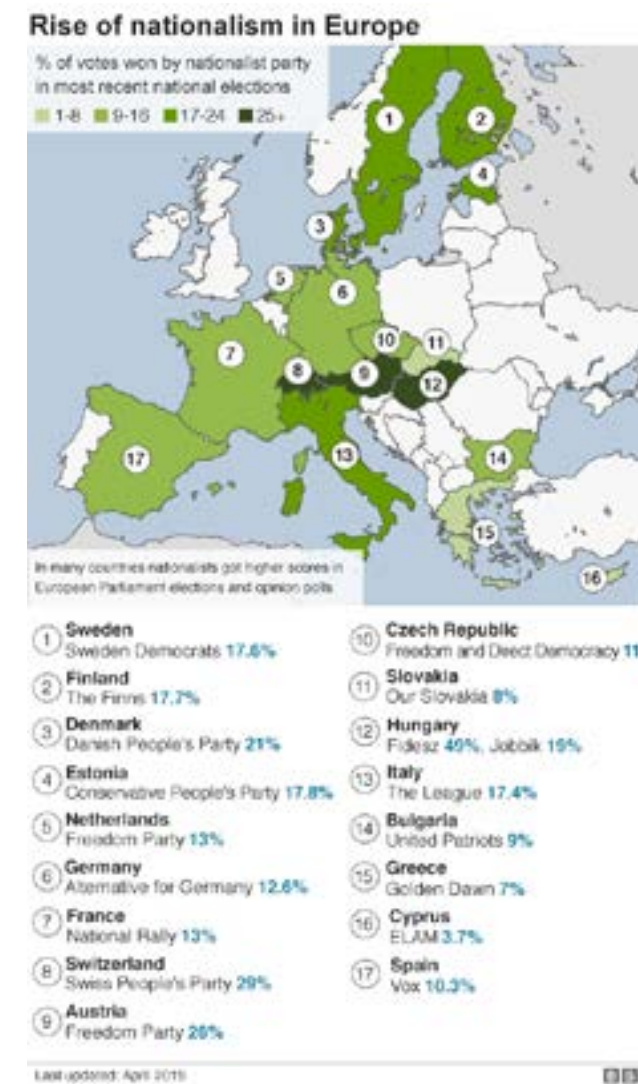 Rise of nationalism in Europe
% of votes won by nationalist party
in most recent national elections
1-8 9-16 17-24 25+
1
2
4
3
5
6
10
11
7
8
9
12
13
17
14
15
16
In many countries nationalists got higher scores in
European Parliament elections and opinion polls
1 Sweden
Sweden Democrats 17.6%
2 Finland
The Finns 17.7%
3 Denmark
Danish People's Party 21%
4 Estonia
Conservative People's Party 17.8%
5 Netherlands
Freedom Party 13%
6 Germany
Alternative for Germany 12.6%
7 France
National Rally 13%
8 Switzerland
Swiss People's Party 29%
9 Austria
Freedom Party 26%
10 Czech Republic
Freedom and Direct Democracy 11
11 Slovakia
Our Slovakia 8%
12 Hungary
Fidesz 49%, Jobbik 19%
13 Italy
The League 17.4%
14 Bulgaria
United Patriots 9%
15 Greece
Golden Dawn 7%
16 Cyprus
ELAM 3.7%
17 Spain
Vox 10.3%
Last updated: April 2019